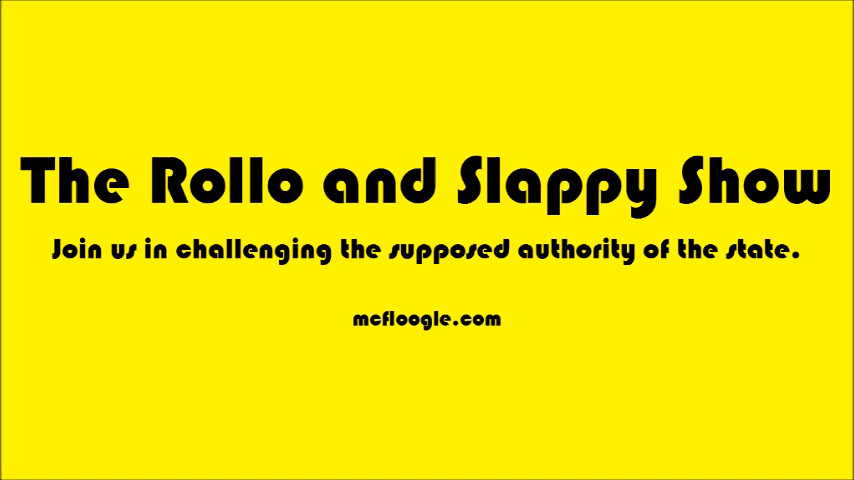 The Rollo and Slappy Show
Join us in challenging the supposed authority of the state.
mcfloogle.com